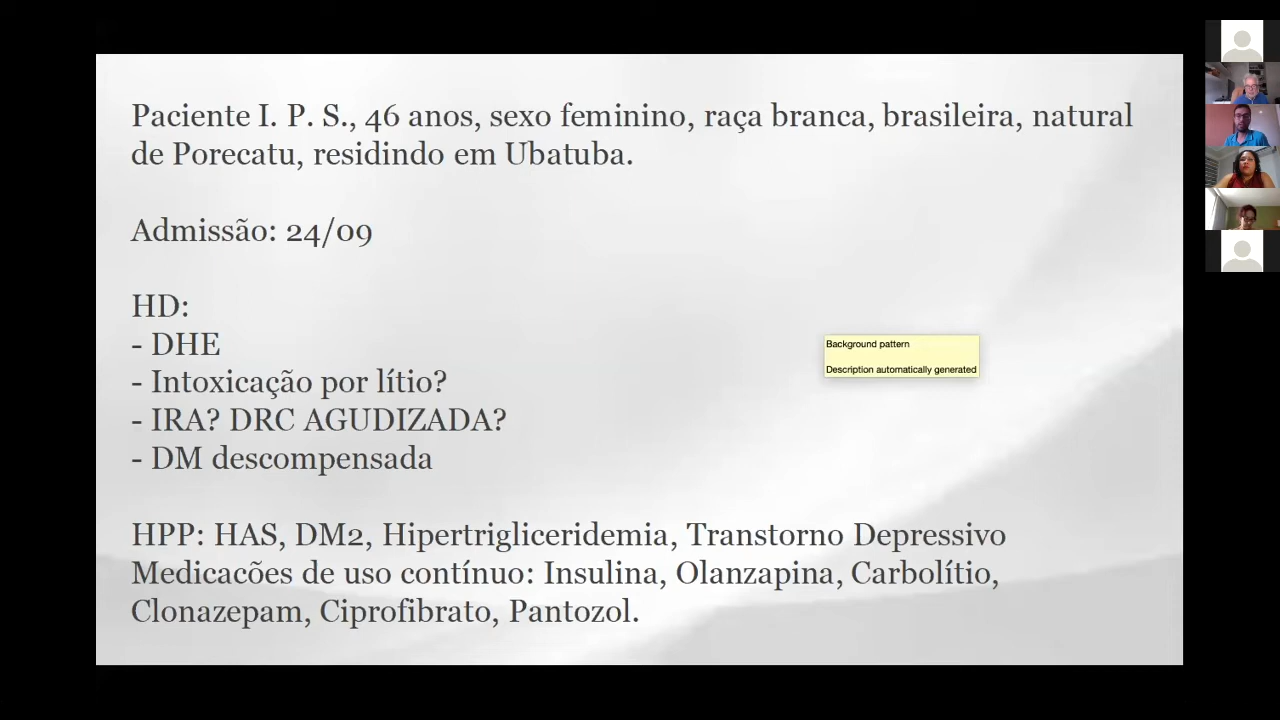 Paciente I. P. S., 46 anos, sexo feminino, raça branca, brasileira, natural
de Porecatu, residindo em Ubatuba.
Admissão: 24/09
HD:
- DHE
- Intoxicação por lítio?
- IRA? DRC AGUDIZADA?
- DM descompensada
HPP: HAS, DM2, Hipertrigliceridemia, Transtorno Depressivo
Medicacões de uso contínuo: Insulina, Olanzapina, Carbolítio,
Clonazepam, Ciprofibrato, Pantozol.
Background pattern
Description automatically generated